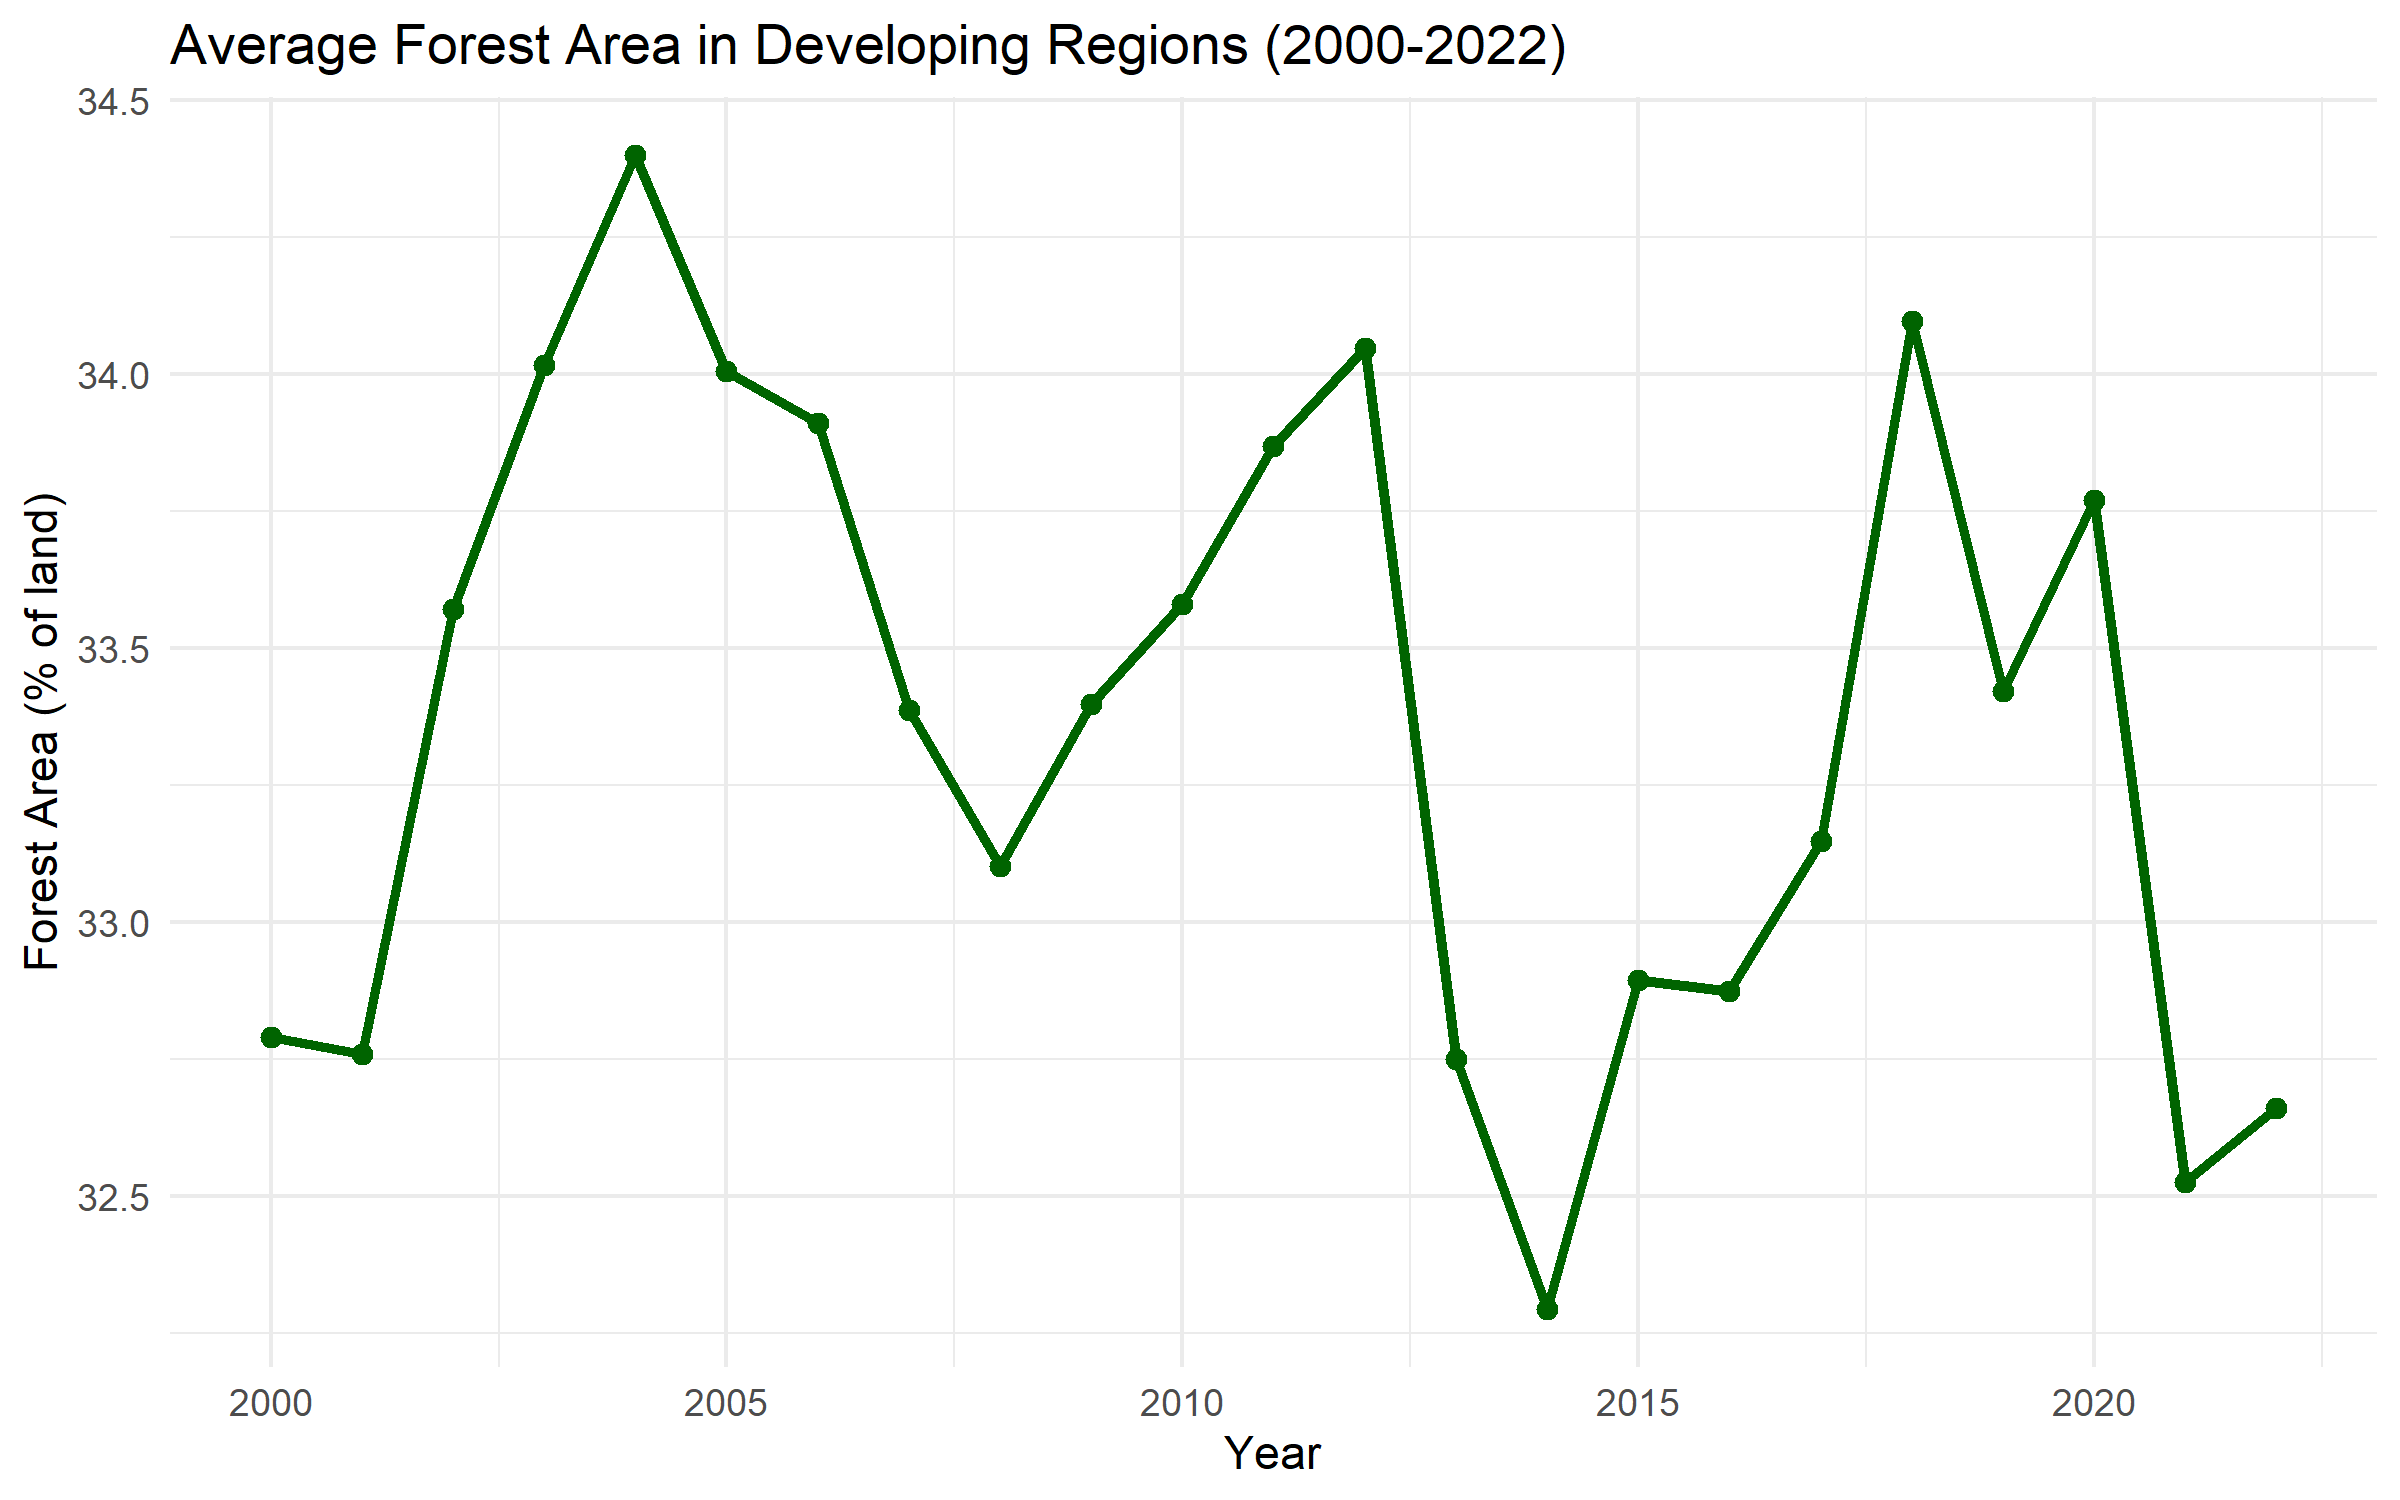 Average Forest Area in Developing Regions (2000-2022)
34.5
34.0
33.5
33.0
32.5
Forest Area (% of land)
2000 2005 2010 2015 2020
Year